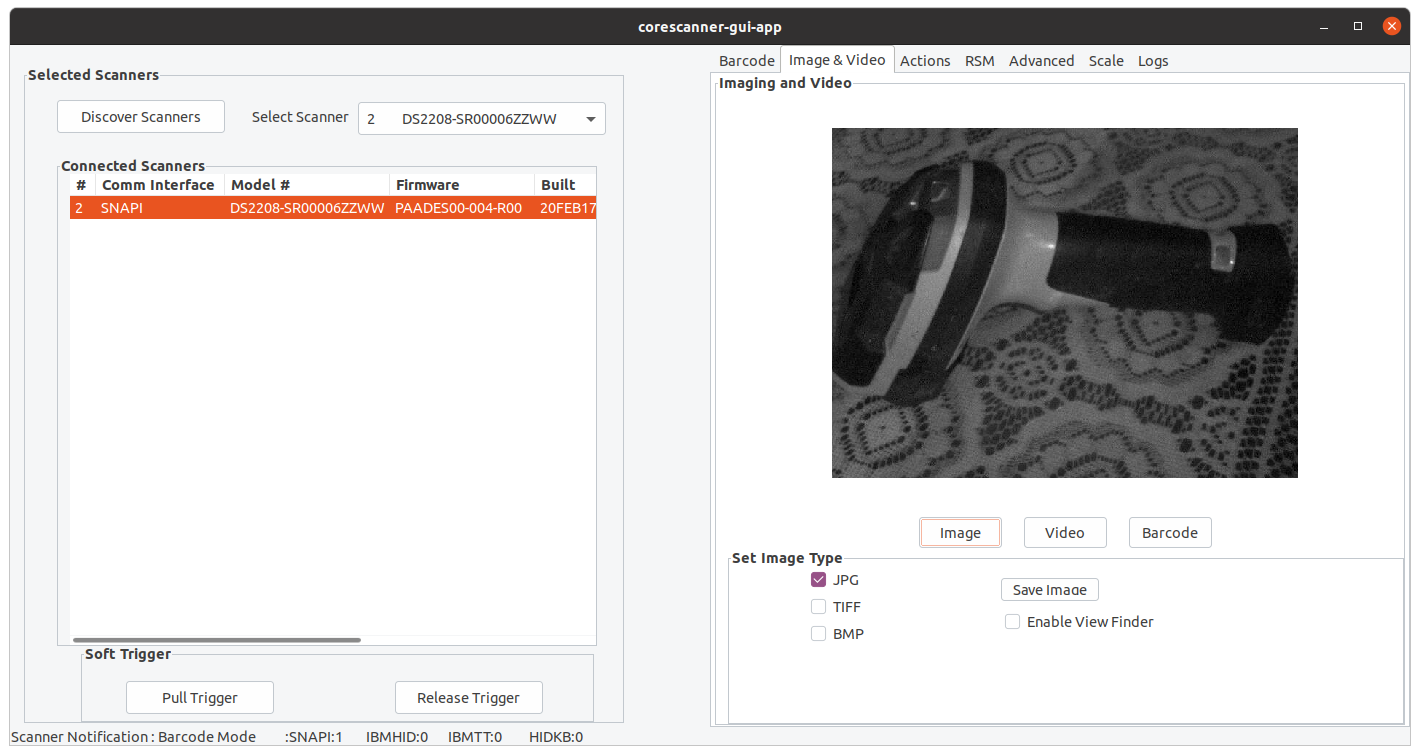 corescanner-gui-app
Selected Scanners
Discover Scanners
Select Scanner
2 DS2208-SR00006ZZWW
Connected Scanners
# Comm Interface Model # Firmware Built
2 SNAPI DS2208-SR00006ZZWW PAADES00-004-R00 20FEB17
Soft Trigger
Pull Trigger
Release Trigger
Scanner Notification : Barcode Mode :SNAPI:1 IBMHID:0 IBMTT:0 HIDKB:0
Barcode Image & Video Actions RSM Advanced Scale Logs
Imaging and Video
Image
Video
Barcode
Set Image Type
JPG
TIFF
BMP
Save Image
Enable View Finder